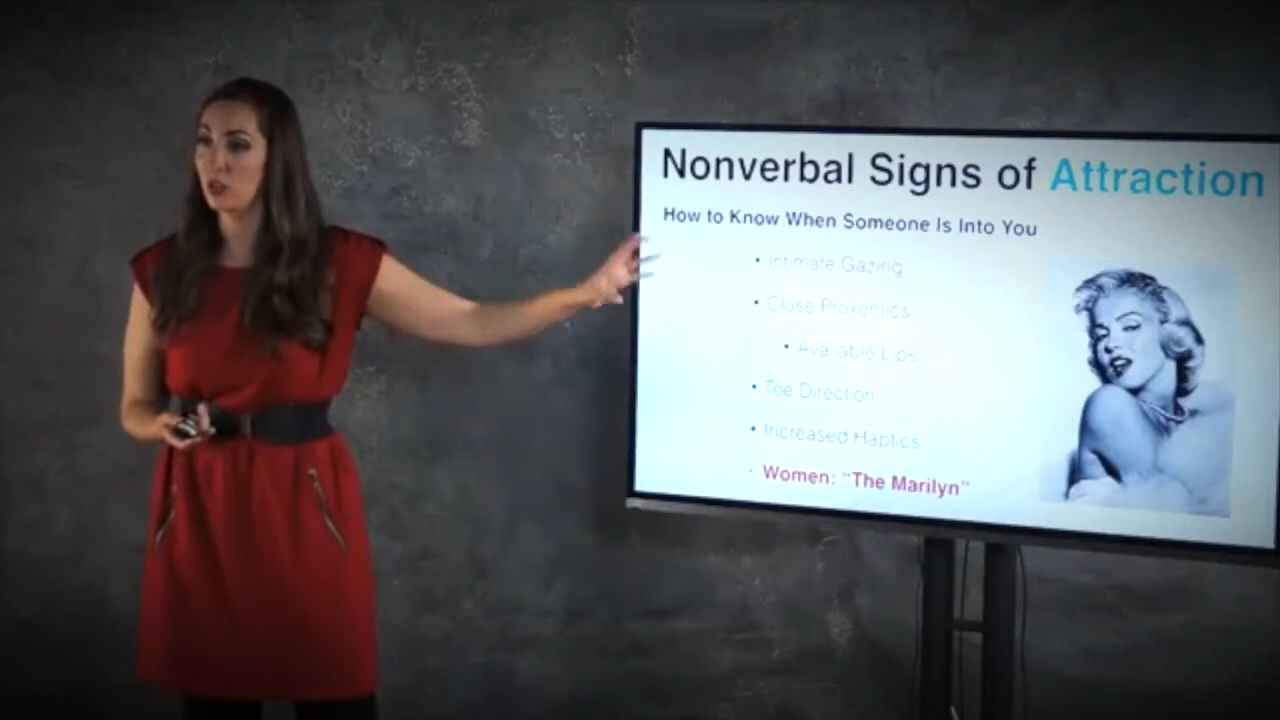 Nonverbal Signs of Attraction
How to Know When Someone Is Into You
• Intimate Gazing
• Close Proxemics
• Available Lips
• Toe Direction
• Increased Haptics
• Women: "The Marilyn"